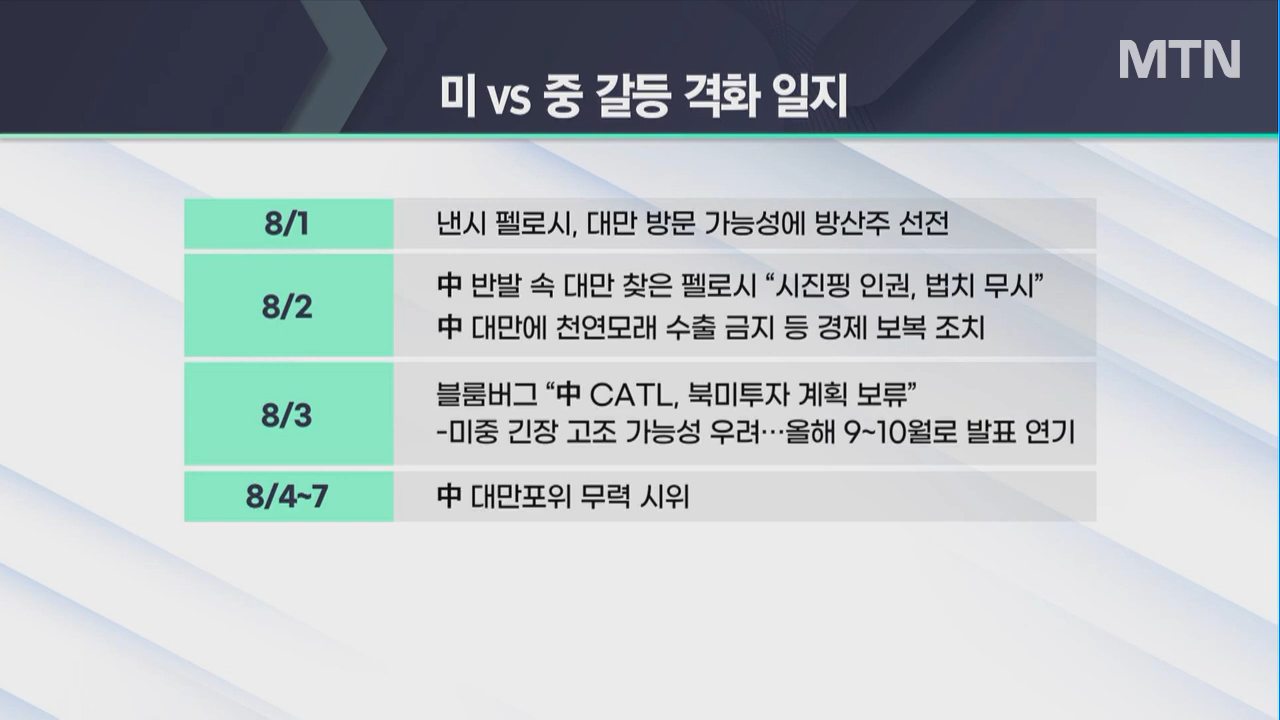 MTN
미 vs 중 갈등 격화 일지
8/1
낸시 펠로시, 대만 방문 가능성에 방산주 선전
8/2
中 반발 속 대만 찾은 펠로시 “시진핑 인권, 법치 무시”
中 대만에 천연모래 수출 금지 등 경제 보복 조치
8/3
블룸버그 “中 CATL, 북미투자 계획 보류”
-미중 긴장 고조 가능성 우려…올해 9~10월로 발표 연기
8/4~7
中 대만포위 무력 시위